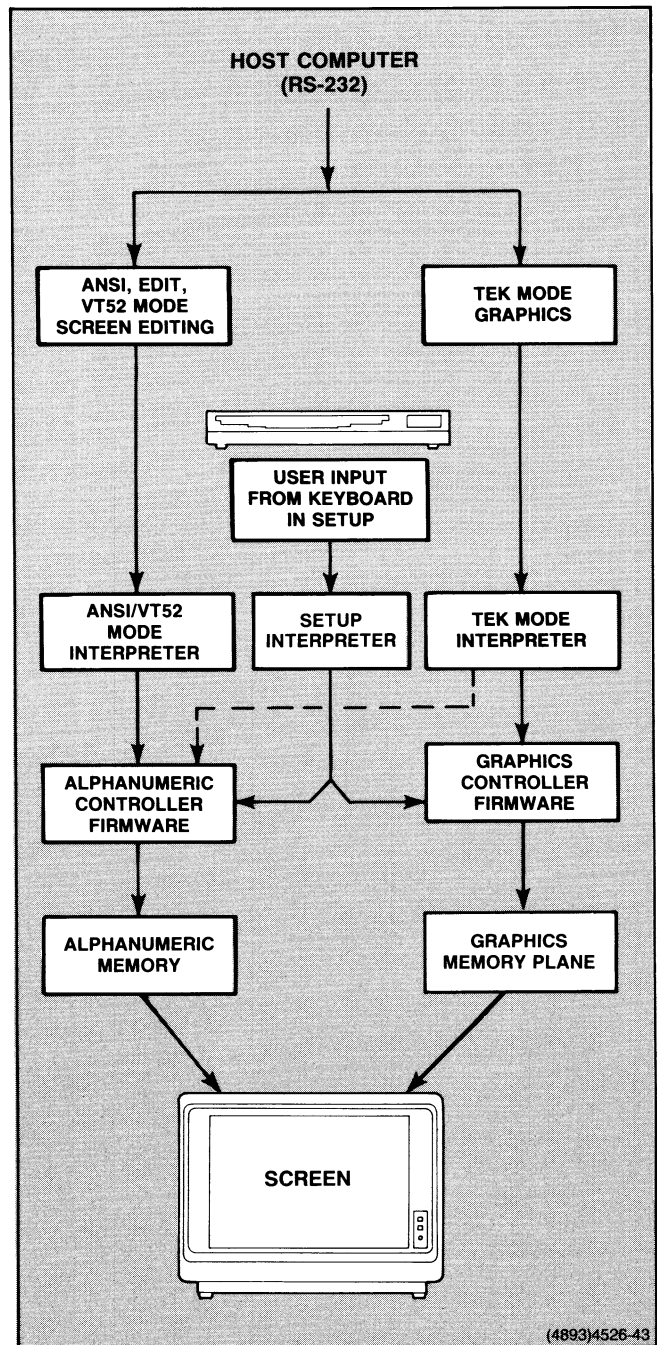 HOST COMPUTER
(RS-232)
ANSI, EDIT,
VT52 MODE
SCREEN EDITING
TEK MODE
GRAPHICS
USER INPUT
FROM KEYBOARD
IN SETUP
ANSI/VT52
MODE
INTERPRETER
SETUP
INTERPRETER
TEK MODE
INTERPRETER
ALPHANUMERIC
CONTROLLER
FIRMWARE
GRAPHICS
CONTROLLER
FIRMWARE
ALPHANUMERIC
MEMORY
GRAPHICS
MEMORY PLANE
SCREEN
(4893)4526-43